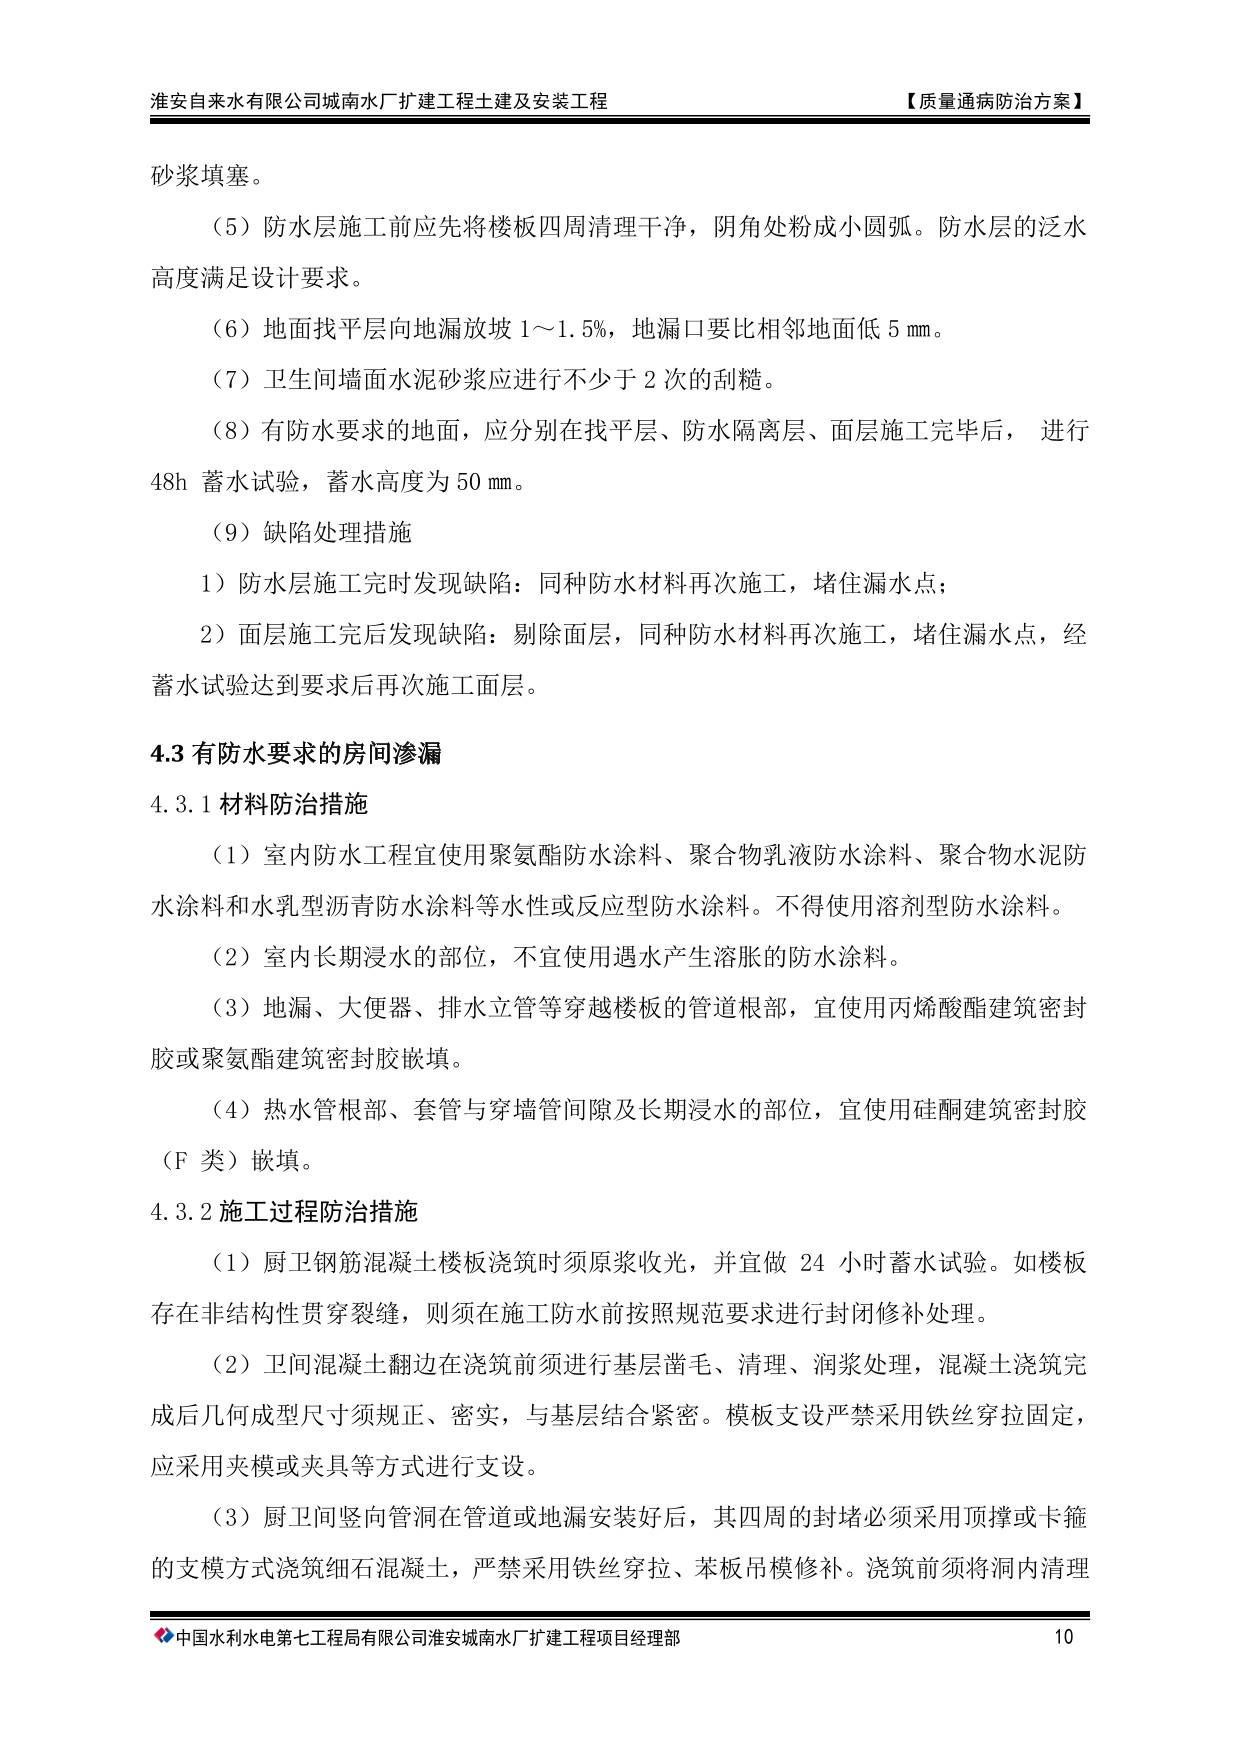 淮安自来水有限公司城南水厂扩建工程土建及安装工程 【质量通病防治方案】
砂浆填塞。
（5）防水层施工前应先将楼板四周清理干净，阴角处粉成小圆弧。防水层的泛水
高度满足设计要求。
（6）地面找平层向地漏放坡 1～1.5%，地漏口要比相邻地面低 5 ㎜。
（7）卫生间墙面水泥砂浆应进行不少于 2 次的刮糙。
（8）有防水要求的地面，应分别在找平层、防水隔离层、面层施工完毕后， 进行
48h 蓄水试验，蓄水高度为 50 ㎜。
（9）缺陷处理措施
1）防水层施工完时发现缺陷：同种防水材料再次施工，堵住漏水点；
2）面层施工完后发现缺陷：剔除面层，同种防水材料再次施工，堵住漏水点，经
蓄水试验达到要求后再次施工面层。
4.3 有防水要求的房间渗漏
4.3.1 材料防治措施
（1）室内防水工程宜使用聚氨酯防水涂料、聚合物乳液防水涂料、聚合物水泥防
水涂料和水乳型沥青防水涂料等水性或反应型防水涂料。不得使用溶剂型防水涂料。
（2）室内长期浸水的部位，不宜使用遇水产生溶胀的防水涂料。
（3）地漏、大便器、排水立管等穿越楼板的管道根部，宜使用丙烯酸酯建筑密封
胶或聚氨酯建筑密封胶嵌填。
（4）热水管根部、套管与穿墙管间隙及长期浸水的部位，宜使用硅酮建筑密封胶
（F 类）嵌填。
4.3.2 施工过程防治措施
（1）厨卫钢筋混凝土楼板浇筑时须原浆收光，并宜做 24 小时蓄水试验。如楼板
存在非结构性贯穿裂缝，则须在施工防水前按照规范要求进行封闭修补处理。
（2）卫间混凝土翻边在浇筑前须进行基层凿毛、清理、润浆处理，混凝土浇筑完
成后几何成型尺寸须规正、密实，与基层结合紧密。模板支设严禁采用铁丝穿拉固定，
应采用夹模或夹具等方式进行支设。
（3）厨卫间竖向管洞在管道或地漏安装好后，其四周的封堵必须采用顶撑或卡箍
的支模方式浇筑细石混凝土，严禁采用铁丝穿拉、苯板吊模修补。浇筑前须将洞内清理
中国水利水电第七工程局有限公司淮安城南水厂扩建工程项目经理部 10